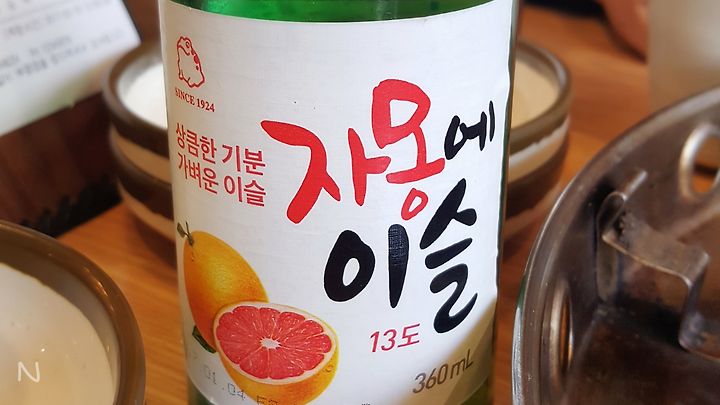 SINCE 1924
상큼한 기분
가벼운 이슬
자몽에
이슬
13도
360mL
N